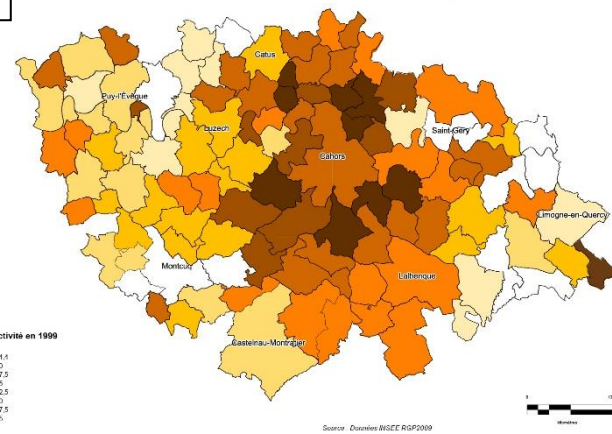 Catus
Puy-l'Évêque
Luzech
Saint-Géry
Cahors
Limogne-en-Quercy
Montcuq
Lalbenque
Castelnau-Montratier
ctivité en 1999
Source : Données INSEE RGP2009